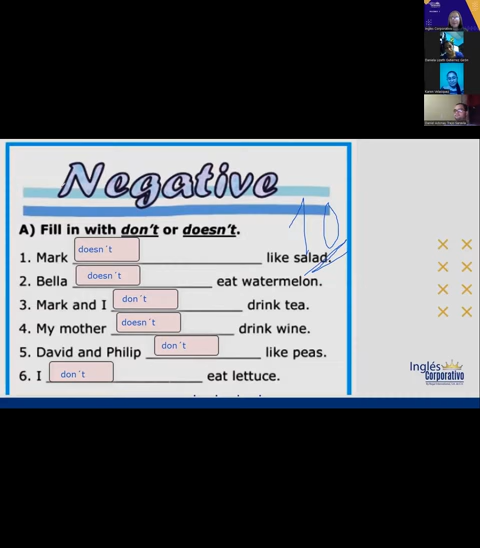 Negative
10
A) Fill in with don't or doesn't.
1. Mark doesn´t like salad.
2. Bella doesn´t eat watermelon.
3. Mark and I don´t drink tea.
4. My mother doesn´t drink wine.
5. David and Philip don´t like peas.
6. I don´t eat lettuce.
Inglés
Corporativo